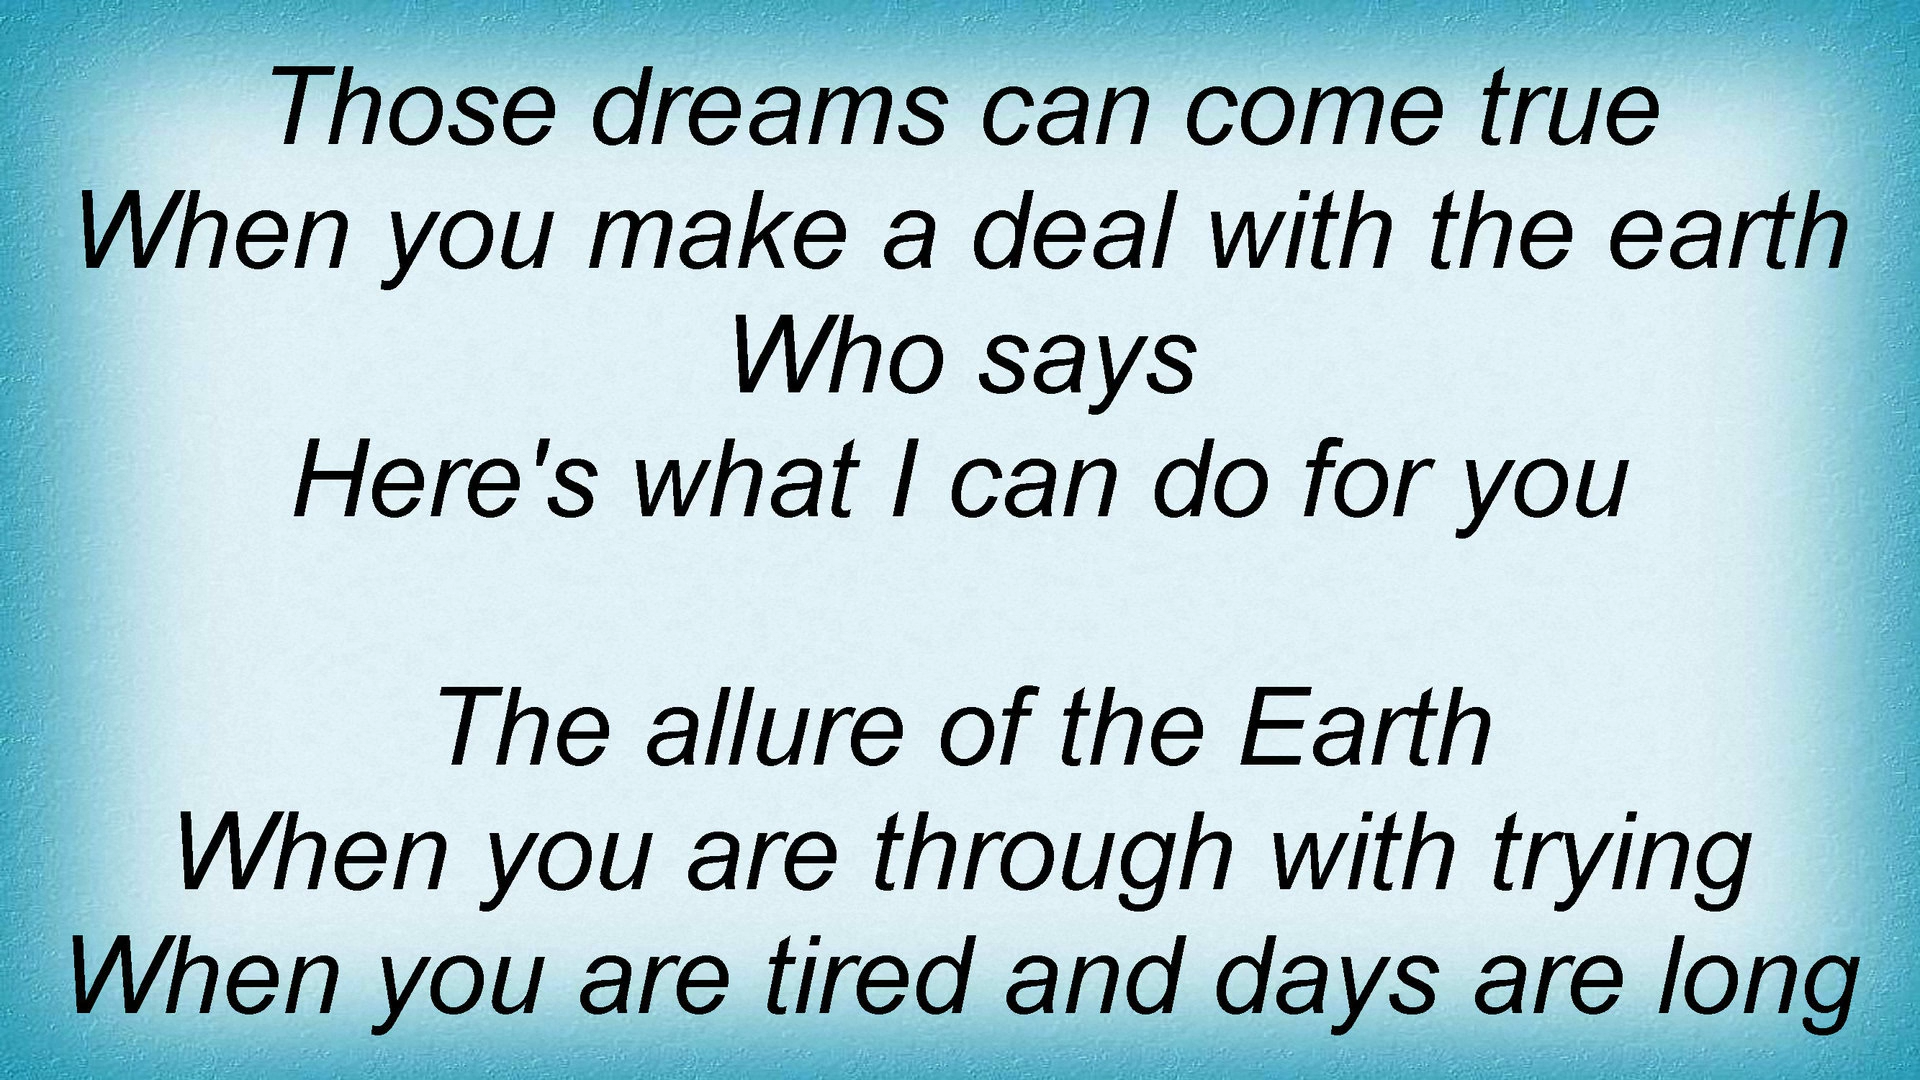 Those dreams can come true
When you make a deal with the earth
Who says
Here's what I can do for you
The allure of the Earth
When you are through with trying
When you are tired and days are long